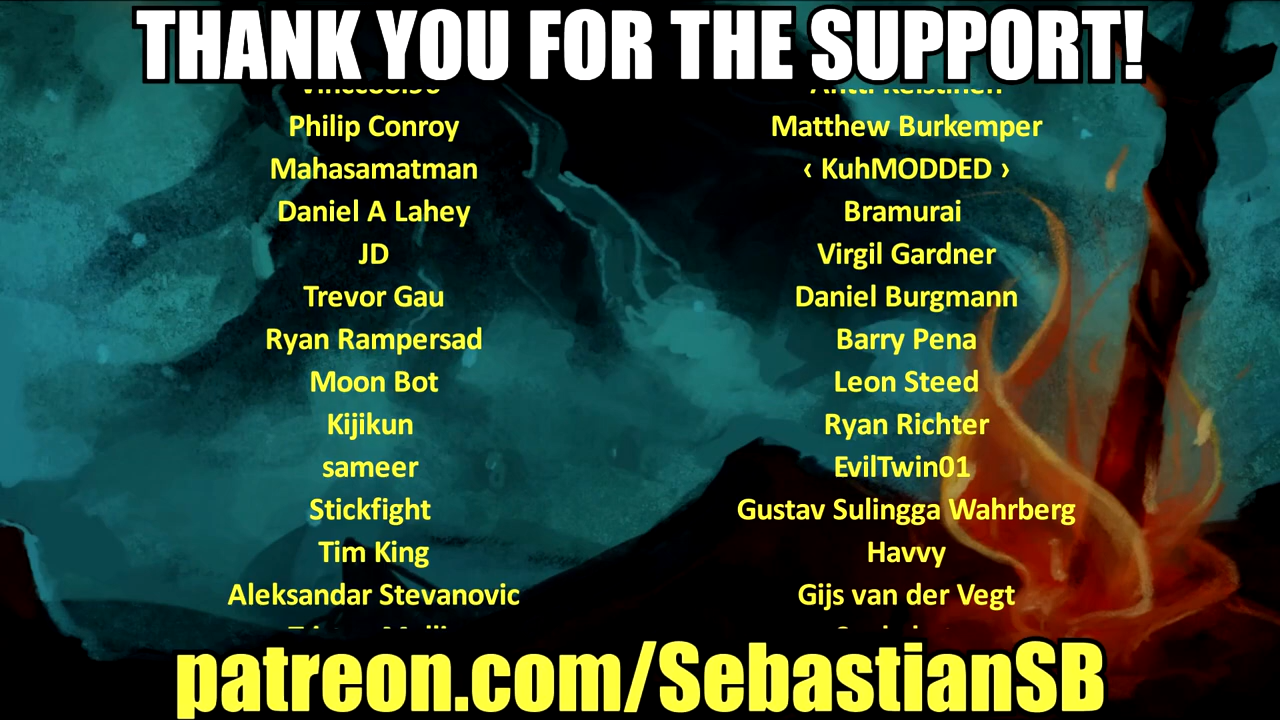 THANK YOU FOR THE SUPPORT!
Philip Conroy
Mahasamatman
Daniel A Lahey
JD
Trevor Gau
Ryan Rampersad
Moon Bot
Kijikun
sameer
Stickfight
Tim King
Aleksandar Stevanovic
Matthew Burkemper
‹ KuhMODDED ›
Bramurai
Virgil Gardner
Daniel Burgmann
Barry Pena
Leon Steed
Ryan Richter
EvilTwin01
Gustav Sulingga Wahrberg
Havvy
Gijs van der Vegt
patreon.com/SebastianSB